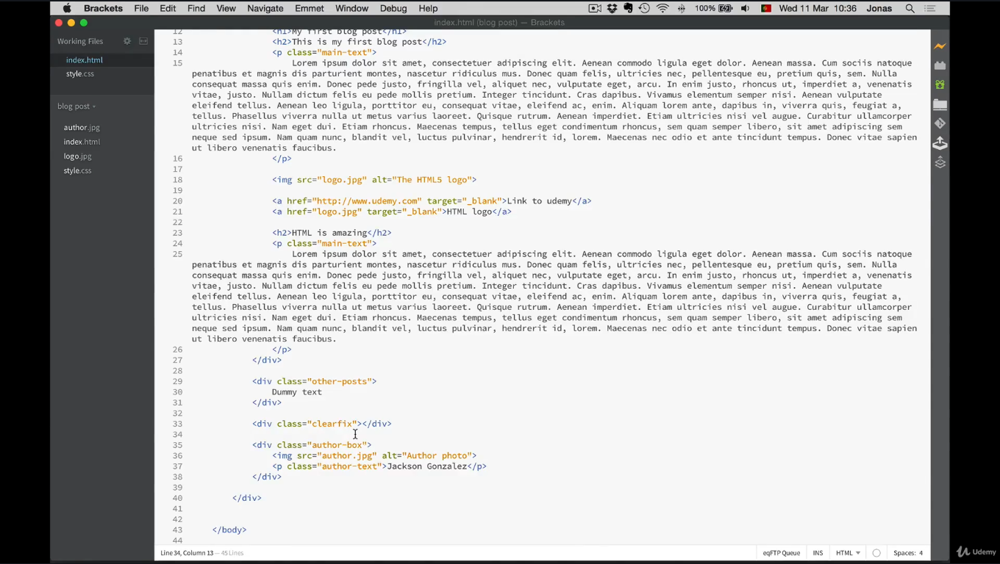 Brackets File Edit Find View Navigate Emmet Window Debug Help 100% Wed 11 Mar 10:36 Jonas
index.html (blog post) — Brackets
Working Files
index.html
style.css
blog post
author.jpg
index.html
logo.jpg
style.css
12 <h1>My first blog post</h1>
13 <h2>This is my first blog post</h2>
14 <p class="main-text">
15 Lorem ipsum dolor sit amet, consectetuer adipiscing elit. Aenean commodo ligula eget dolor. Aenean massa. Cum sociis natoque
penatibus et magnis dis parturient montes, nascetur ridiculus mus. Donec quam felis, ultricies nec, pellentesque eu, pretium quis, sem. Nulla
consequat massa quis enim. Donec pede justo, fringilla vel, aliquet nec, vulputate eget, arcu. In enim justo, rhoncus ut, imperdiet a, venenatis
vitae, justo. Nullam dictum felis eu pede mollis pretium. Integer tincidunt. Cras dapibus. Vivamus elementum semper nisi. Aenean vulputate
eleifend tellus. Aenean leo ligula, porttitor eu, consequat vitae, eleifend ac, enim. Aliquam lorem ante, dapibus in, viverra quis, feugiat a,
tellus. Phasellus viverra nulla ut metus varius laoreet. Quisque rutrum. Aenean imperdiet. Etiam ultricies nisi vel augue. Curabitur ullamcorper
ultricies nisi. Nam eget dui. Etiam rhoncus. Maecenas tempus, tellus eget condimentum rhoncus, sem quam semper libero, sit amet adipiscing sem
neque sed ipsum. Nam quam nunc, blandit vel, luctus pulvinar, hendrerit id, lorem. Maecenas nec odio et ante tincidunt tempus. Donec vitae sapien
ut libero venenatis faucibus.
16 </p>
17
18 <img src="logo.jpg" alt="The HTML5 logo">
19
20 <a href="http://www.udemy.com" target="_blank">Link to udemy</a>
21 <a href="logo.jpg" target="_blank">HTML logo</a>
22
23 <h2>HTML is amazing</h2>
24 <p class="main-text">
25 Lorem ipsum dolor sit amet, consectetuer adipiscing elit. Aenean commodo ligula eget dolor. Aenean massa. Cum sociis natoque
penatibus et magnis dis parturient montes, nascetur ridiculus mus. Donec quam felis, ultricies nec, pellentesque eu, pretium quis, sem. Nulla
consequat massa quis enim. Donec pede justo, fringilla vel, aliquet nec, vulputate eget, arcu. In enim justo, rhoncus ut, imperdiet a, venenatis
vitae, justo. Nullam dictum felis eu pede mollis pretium. Integer tincidunt. Cras dapibus. Vivamus elementum semper nisi. Aenean vulputate
eleifend tellus. Aenean leo ligula, porttitor eu, consequat vitae, eleifend ac, enim. Aliquam lorem ante, dapibus in, viverra quis, feugiat a,
tellus. Phasellus viverra nulla ut metus varius laoreet. Quisque rutrum. Aenean imperdiet. Etiam ultricies nisi vel augue. Curabitur ullamcorper
ultricies nisi. Nam eget dui. Etiam rhoncus. Maecenas tempus, tellus eget condimentum rhoncus, sem quam semper libero, sit amet adipiscing sem
neque sed ipsum. Nam quam nunc, blandit vel, luctus pulvinar, hendrerit id, lorem. Maecenas nec odio et ante tincidunt tempus. Donec vitae sapien
ut libero venenatis faucibus.
26 </p>
27 </div>
28
29 <div class="other-posts">
30 Dummy text
31 </div>
32
33 <div class="clearfix"></div>
34
35 <div class="author-box">
36 <img src="author.jpg" alt="Author photo">
37 <p class="author-text">Jackson Gonzalez</p>
38 </div>
39
40 </div>
41
42
43 </body>
44
Line 34, Column 13 — 45 Lines eqFTP Queue INS HTML Spaces: 4
Udemy